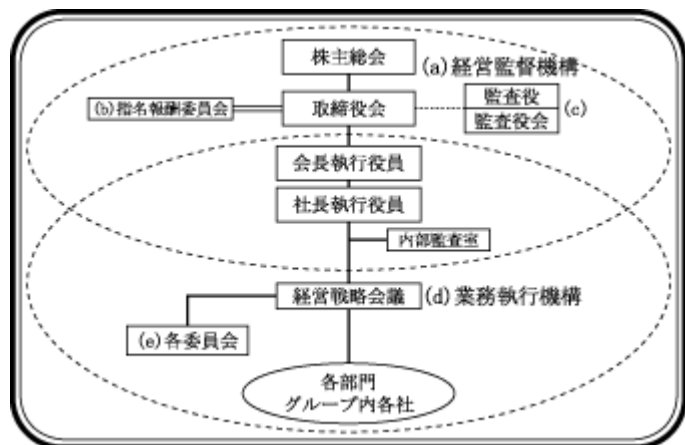 株主総会
(a)経営監督機構
(b)指名報酬委員会
取締役会
監査役
監査役会
(c)
会長執行役員
社長執行役員
内部監査室
経営戦略会議
(d)業務執行機構
(e)各委員会
各部門
グループ内各社